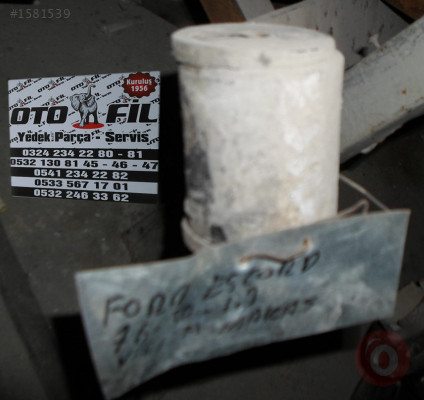 #1581539
Kuruluş
1956
OTO FİL
Yedek Parça - Servis
0324 234 22 80 - 81
0532 130 81 45 - 46 - 47
0541 234 22 82
0533 567 17 01
0532 246 33 62
FORD ESCORD